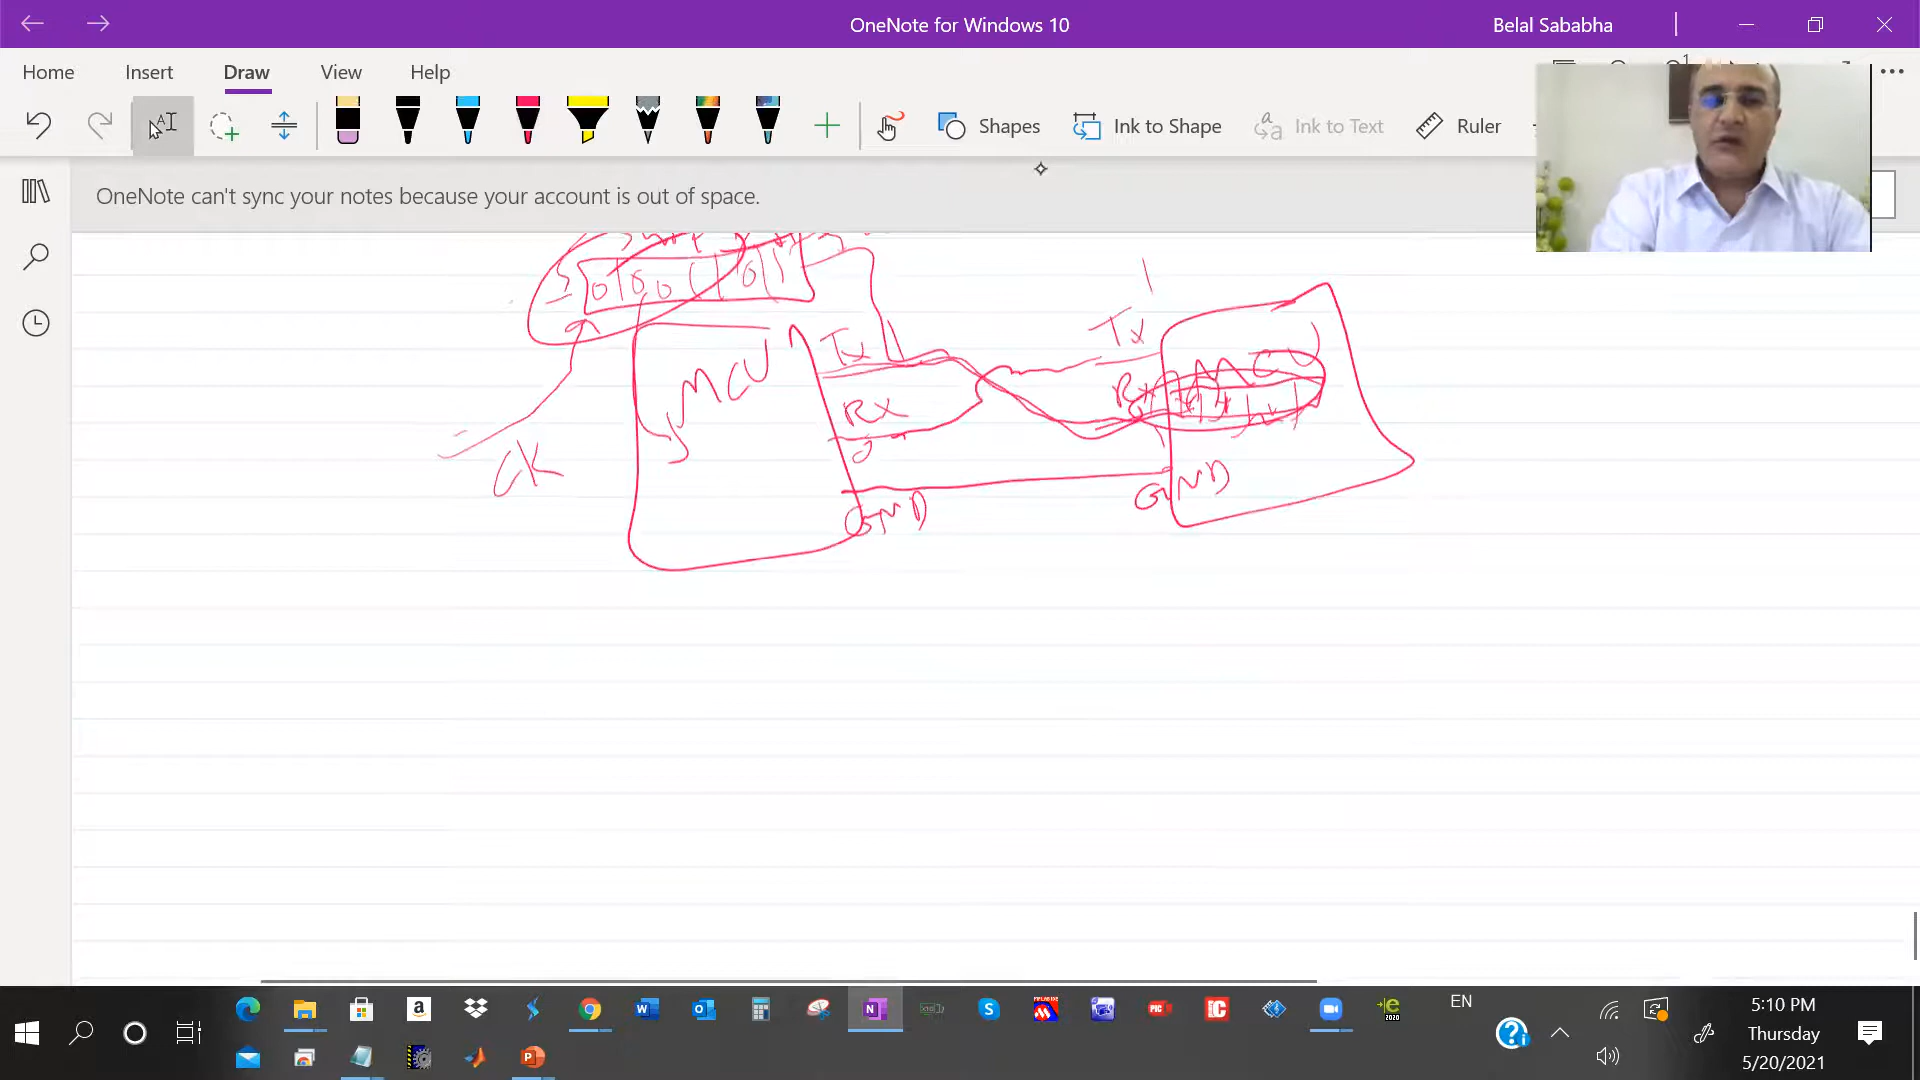 OneNote for Windows 10
Belal Sababha
Home
Insert
Draw
View
Help
Shapes
Ink to Shape
Ink to Text
Ruler
OneNote can't sync your notes because your account is out of space.
MCU
Tx
Rx
GND
CK
Tx
Rx
MCU
GND
EN
5:10 PM
Thursday
5/20/2021